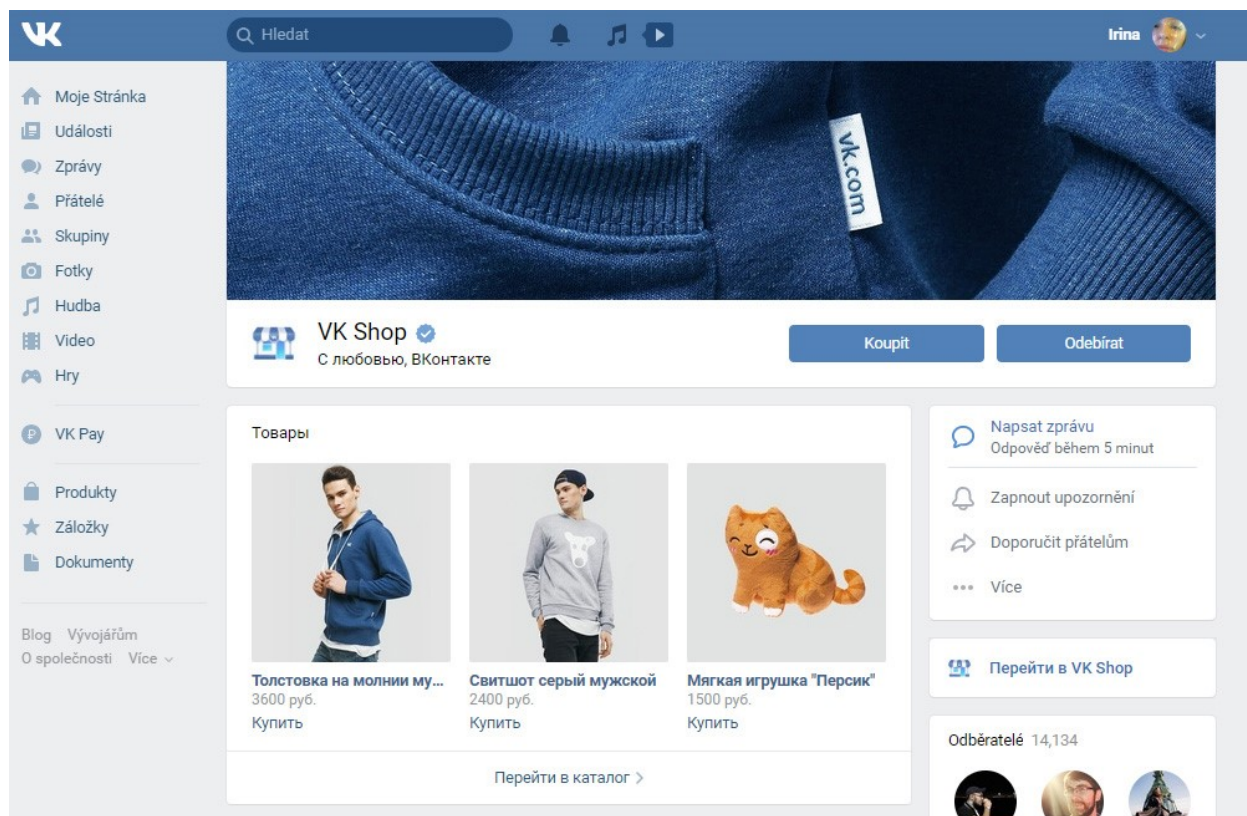 VK
Hledat
Irina
Moje Stránka
Události
Zprávy
Přátelé
Skupiny
Fotky
Hudba
Video
Hry
VK Pay
Produkty
Záložky
Dokumenty
Blog Vývojářům
O společnosti Více
vk.com
VK Shop
С любовью, ВКонтакте
Koupit
Odebírat
Товары
Толстовка на молнии му...
3600 руб.
Купить
Свитшот серый мужской
2400 руб.
Купить
Мягкая игрушка "Персик"
1500 руб.
Купить
Перейти в каталог
Napsat zprávu
Odpověď během 5 minut
Zapnout upozornění
Doporučit přátelům
Více
Перейти в VK Shop
Odběratelé 14,134